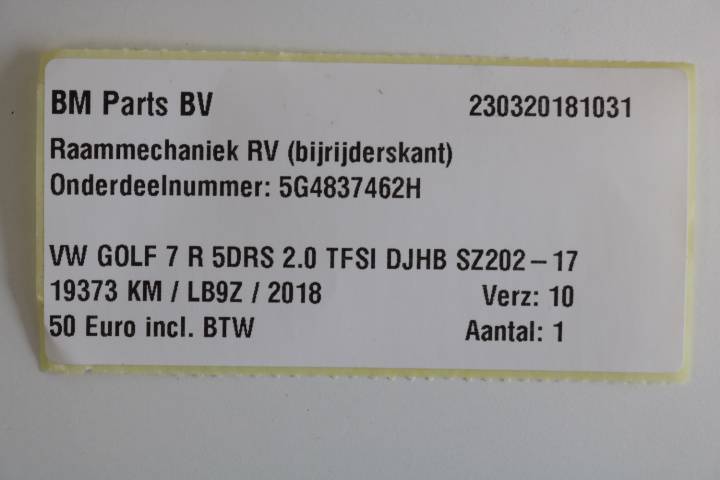 BM Parts BV 230320181031
Raammechaniek RV (bijrijderskant)
Onderdeelnummer: 5G4837462H
VW GOLF 7 R 5DRS 2.0 TFSI DJHB SZ202-17
19373 KM / LB9Z / 2018 Verz: 10
50 Euro incl. BTW Aantal: 1